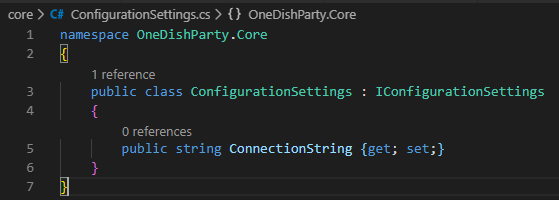 core > C# ConfigurationSettings.cs > {} OneDishParty.Core
1 namespace OneDishParty.Core
2 {
1 reference
3 public class ConfigurationSettings : IConfigurationSettings
4 {
0 references
5 public string ConnectionString {get; set;}
6 }
7 }